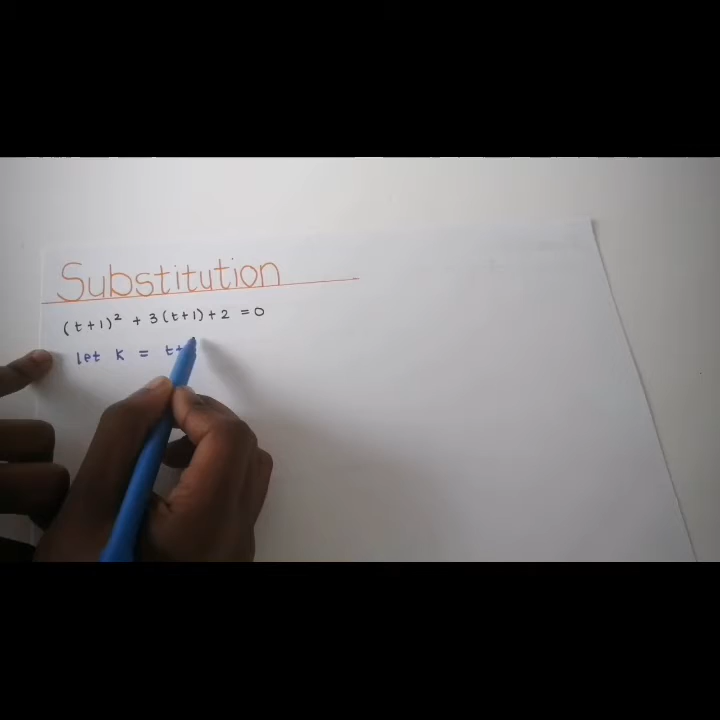 Substitution
(t+1)² + 3(t+1)+2 =0
let k = t+